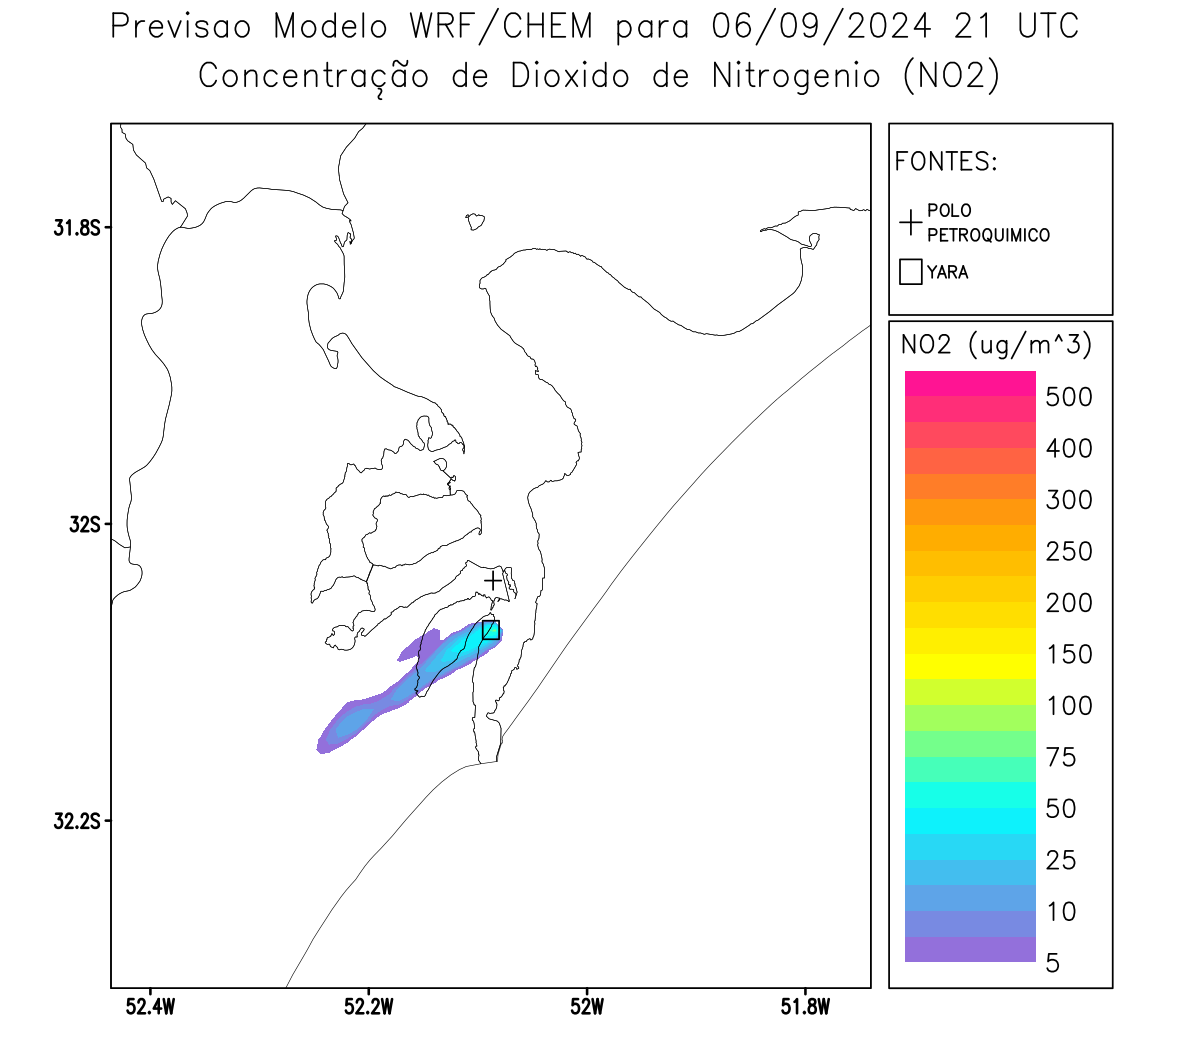 Previsao Modelo WRF/CHEM para 06/09/2024 21 UTC
Concentração de Dioxido de Nitrogenio (NO2)
FONTES:
POLO
PETROQUIMICO
YARA
31.8S
32S
32.2S
52.4W
52.2W
52W
51.8W
NO2 (ug/m^3)
500
400
300
250
200
150
100
75
50
25
10
5